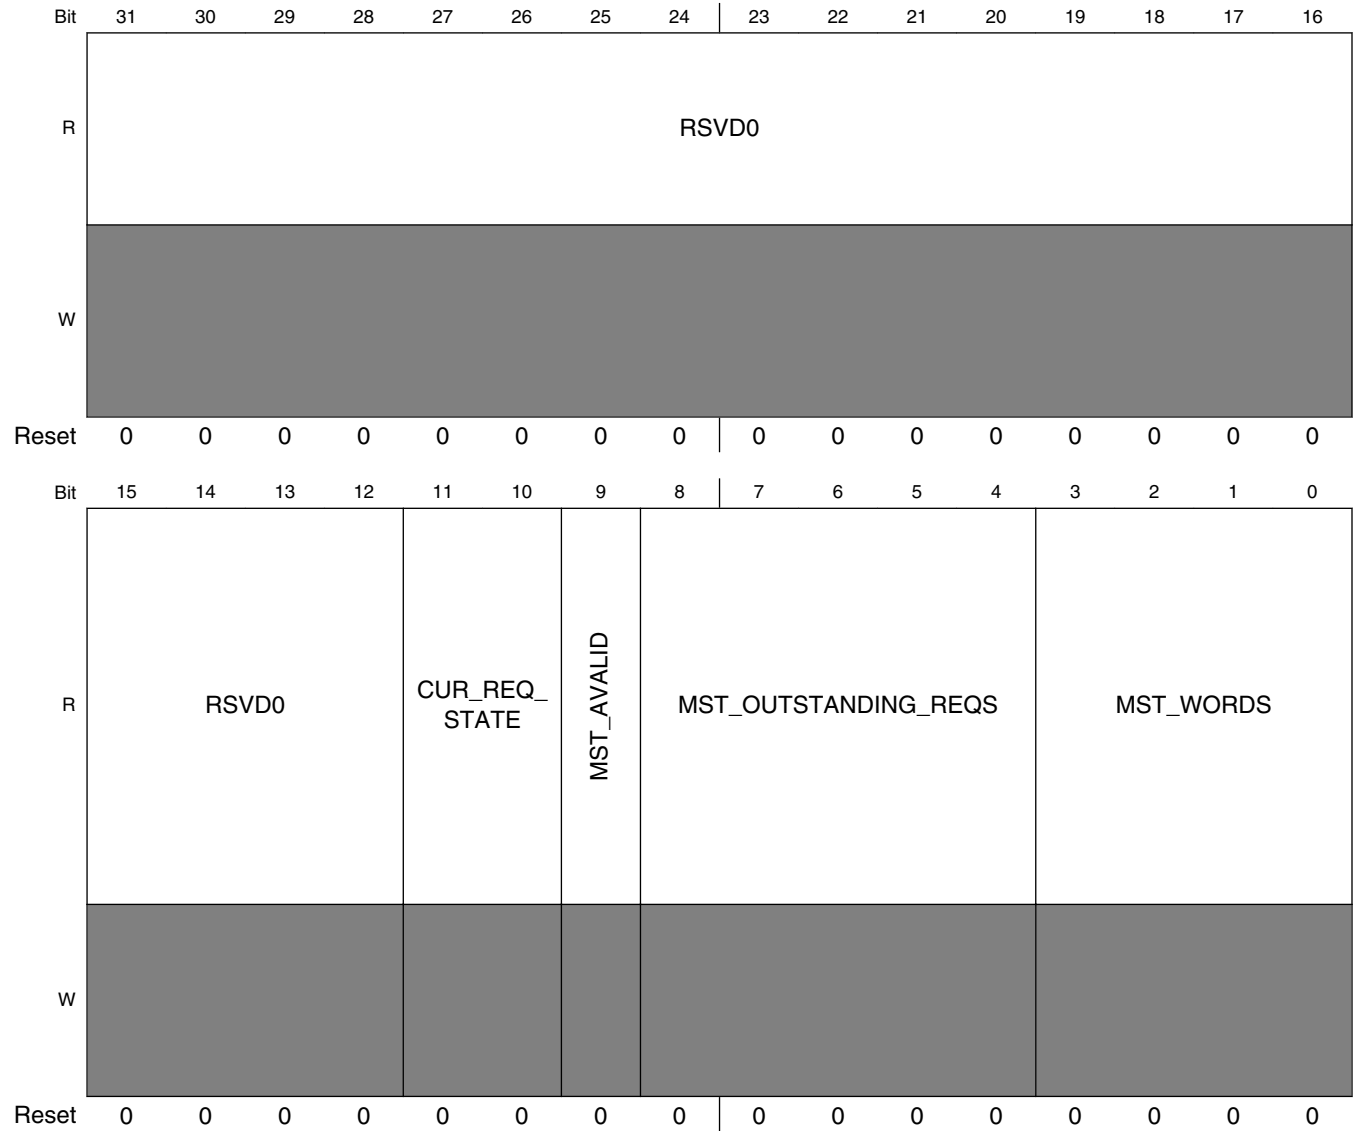 Bit 31 30 29 28 27 26 25 24 23 22 21 20 19 18 17 16
R RSVD0
W
Reset 0 0 0 0 0 0 0 0 0 0 0 0 0 0 0 0
Bit 15 14 13 12 11 10 9 8 7 6 5 4 3 2 1 0
R RSVD0 CUR_REQ_
STATE MST_AVALID MST_OUTSTANDING_REQS MST_WORDS
W
Reset 0 0 0 0 0 0 0 0 0 0 0 0 0 0 0 0